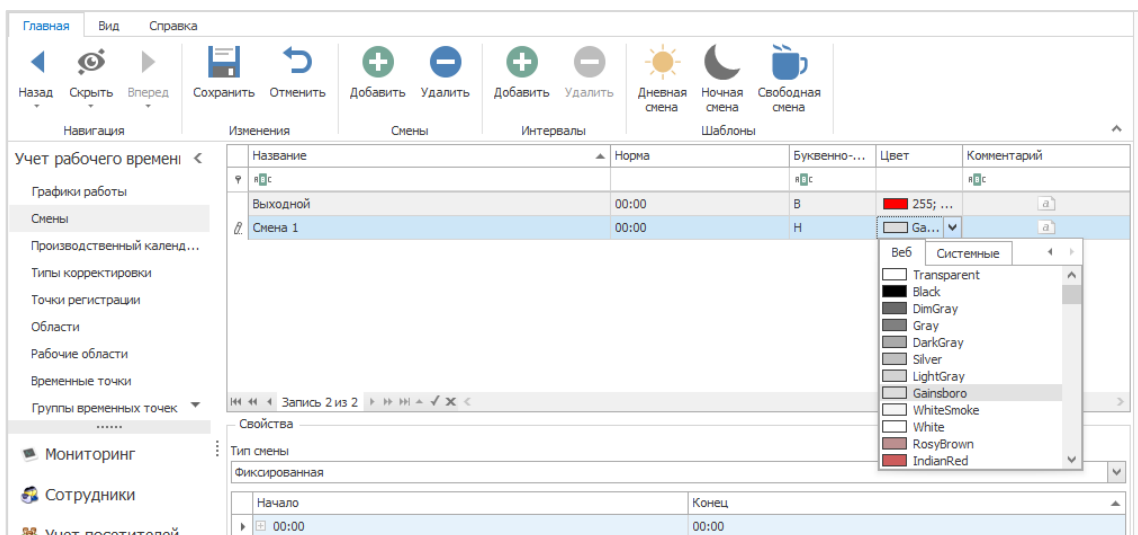 Главная Вид Справка
Назад Скрыть Вперед Сохранить Отменить Добавить Удалить Добавить Удалить Дневная смена Ночная смена Свободная смена
Навигация Изменения Смены Интервалы Шаблоны
Учет рабочего времени
Графики работы
Смены
Производственный календ...
Типы корректировки
Точки регистрации
Области
Рабочие области
Временные точки
Группы временных точек
Мониторинг
Сотрудники
Учет посетителей
Название Норма Буквенно-... Цвет Комментарий
Выходной 00:00 В 255; ...
Смена 1 00:00 Н Ga...
Веб Системные
Transparent
Black
DimGray
Gray
DarkGray
Silver
LightGray
Gainsboro
WhiteSmoke
White
RosyBrown
IndianRed
Запись 2 из 2
Свойства
Тип смены
Фиксированная
Начало Конец
00:00 00:00